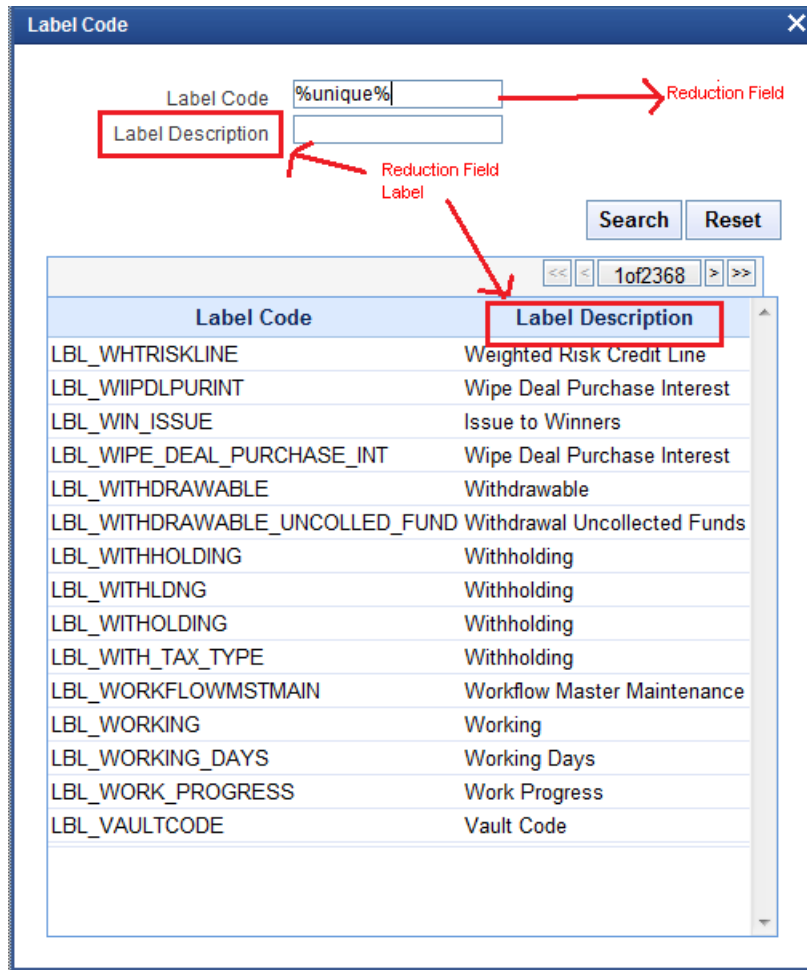 Label Code
Label Code %unique% Reduction Field
Label Description
Reduction Field
Label
Search Reset
<< < 1of2368 > >>
Label Code Label Description
LBL_WHTRISKLINE Weighted Risk Credit Line
LBL_WIIPDLPURINT Wipe Deal Purchase Interest
LBL_WIN_ISSUE Issue to Winners
LBL_WIPE_DEAL_PURCHASE_INT Wipe Deal Purchase Interest
LBL_WITHDRAWABLE Withdrawable
LBL_WITHDRAWABLE_UNCOLLED_FUND Withdrawal Uncollected Funds
LBL_WITHHOLDING Withholding
LBL_WITHLDNG Withholding
LBL_WITHOLDING Withholding
LBL_WITH_TAX_TYPE Withholding
LBL_WORKFLOWMSTMAIN Workflow Master Maintenance
LBL_WORKING Working
LBL_WORKING_DAYS Working Days
LBL_WORK_PROGRESS Work Progress
LBL_VAULTCODE Vault Code